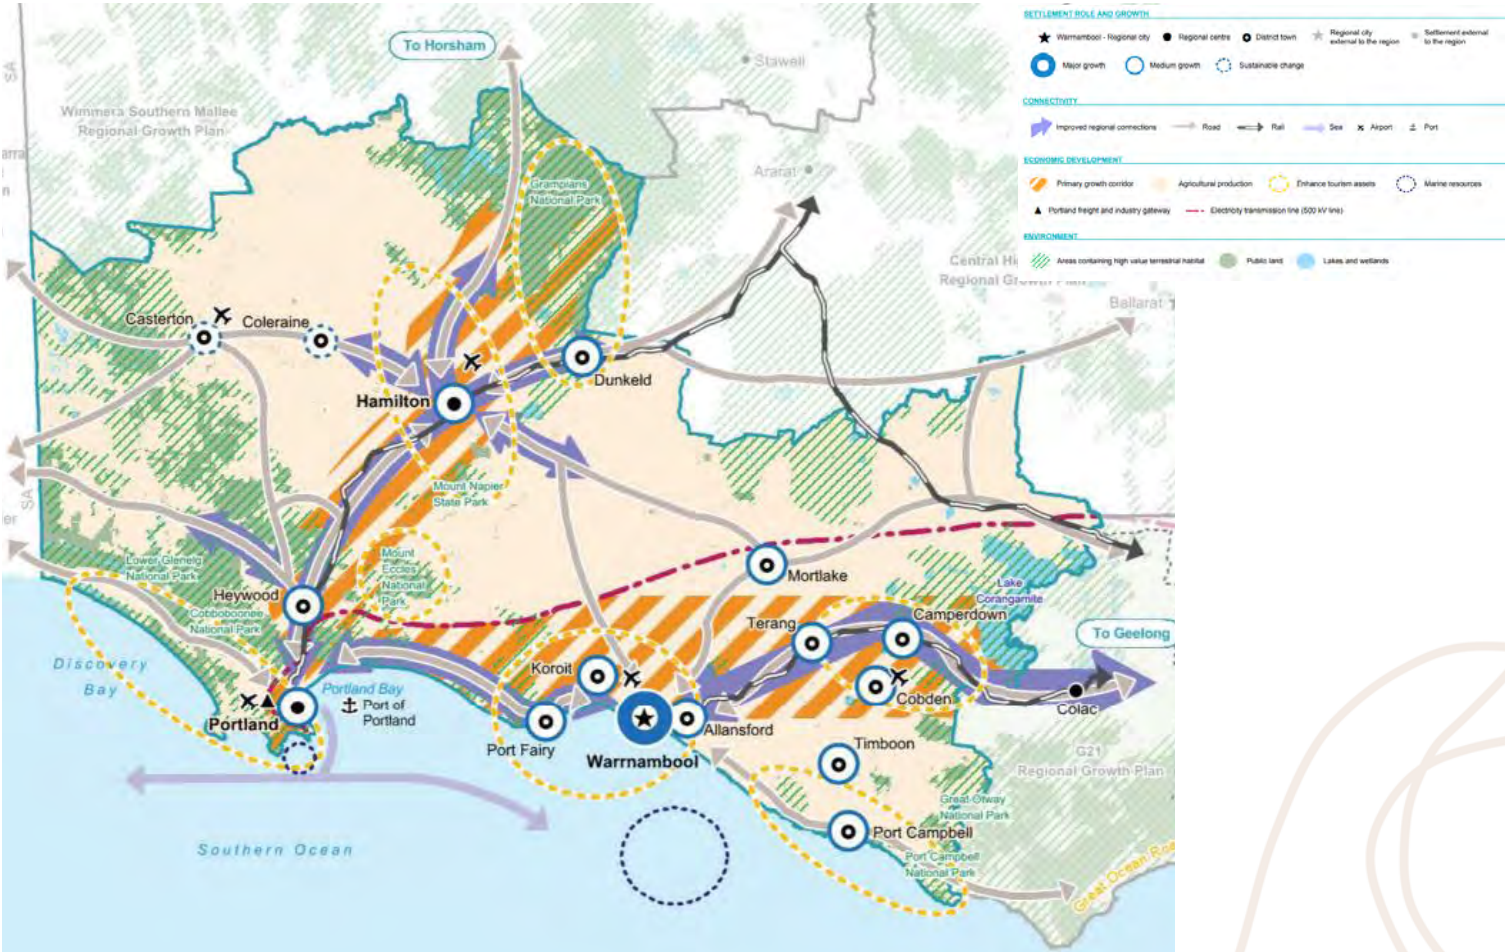 SETTLEMENT ROLE AND GROWTH
Warrnambool - Regional city
Regional centre
District town
Regional city
external to the region
Settlement external
to the region
Major growth
Medium growth
Sustainable change
CONNECTIVITY
Improved regional connections
Road
Rail
Sea
Airport
Port
ECONOMIC DEVELOPMENT
Primary growth corridor
Agricultural production
Enhance tourism assets
Marine resources
Portland freight and industry gateway
Electricity transmission line (500 kV line)
ENVIRONMENT
Areas containing high value terrestrial habitat
Public land
Lakes and wetlands
To Horsham
Stawell
SA
Wimmera Southern Mallee
Regional Growth Plan
Ararat
Grampians
National Park
Central Hi
Regional Growth Plan
Ballarat
Casterton
Coleraine
Dunkeld
Hamilton
Mount Napier
State Park
SA
Lower Glenelg
National Park
Mount
Eccles
National
Park
Mortlake
Heywood
Cobboboonee
National Park
Lake
Corangamite
Camperdown
Terang
To Geelong
Discovery
Bay
Koroit
Portland Bay
Port of
Portland
Portland
Cobden
Colac
Port Fairy
Allansford
Warrnambool
Timboon
G21
Regional Growth Plan
Great Otway
National Park
Port Campbell
Port Campbell
National Park
Southern Ocean
Great Ocean Roa